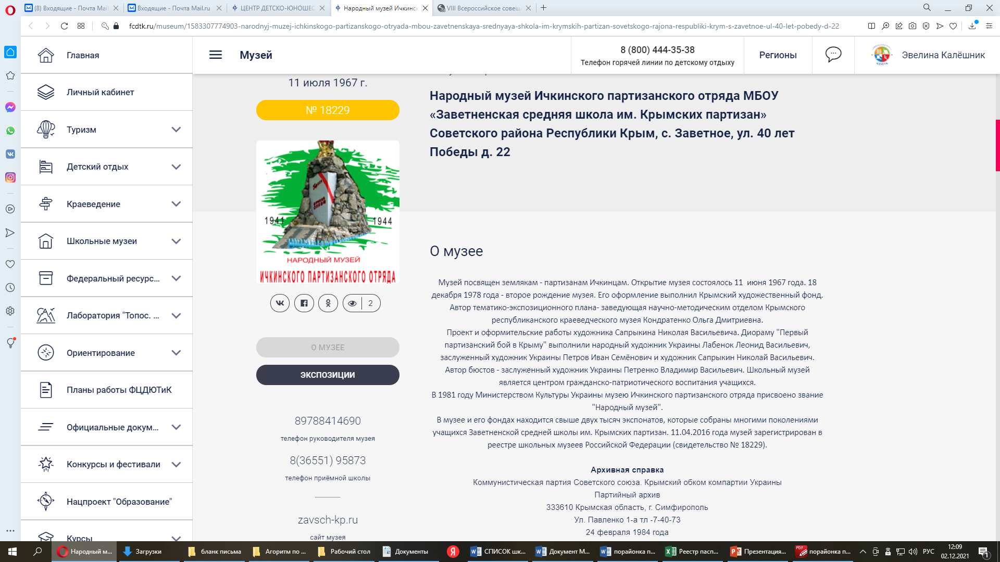 (8) Входящие - Почта Mail
Входящие - Почта Mail.ru
ЦЕНТР ДЕТСКО-ЮНОШЕС
Народный музей Ичкинск
VIII Всероссийское совещ
fcdtk.ru/museum/1583307774903-narodnyj-muzej-ichkinskogo-partizanskogo-otryada-mbou-zavetnenskaya-srednyaya-shkola-im-krymskih-partizan-sovetskogo-rajona-respubliki-krym-s-zavetnoe-ul-40-let-pobedy-d-22
Главная
Личный кабинет
Туризм
Детский отдых
Краеведение
Школьные музеи
Федеральный ресурс...
Лаборатория "Топос. ...
Ориентирование
Планы работы ФЦДЮТиК
Официальные докум...
Конкурсы и фестивали
Нацпроект "Образование"
Курсы
Музей
8 (800) 444-35-38
Телефон горячей линии по детскому отдыху
Регионы
Эвелина Калёшник
11 июля 1967 г.
№ 18229
1941
1944
НАРОДНЫЙ МУЗЕЙ
ИЧКИНСКОГО ПАРТИЗАНСКОГО ОТРЯДА
2
О МУЗЕЕ
ЭКСПОЗИЦИИ
89788414690
телефон руководителя музея
8(36551) 95873
телефон приёмной школы
zavsch-kp.ru
сайт музея
Народный музей Ичкинского партизанского отряда МБОУ
«Заветненская средняя школа им. Крымских партизан»
Советского района Республики Крым, с. Заветное, ул. 40 лет
Победы д. 22
О музее
Музей посвящен землякам - партизанам Ичкинцам. Открытие музея состоялось 11  июня 1967 года. 18
декабря 1978 года - второе рождение музея. Его оформление выполнил Крымский художественный фонд.
Автор тематико-экспозиционного плана- заведующая научно-методическим отделом Крымского
республиканского краеведческого музея Кондратенко Ольга Дмитриевна.
Проект и оформительские работы художника Сапрыкина Николая Васильевича. Диораму "Первый
партизанский бой в Крыму" выполнили народный художник Украины Лабенок Леонид Васильевич,
заслуженный художник Украины Петров Иван Семёнович и художник Сапрыкин Николай Васильевич.
Автор бюстов - заслуженный художник Украины Петренко Владимир Васильевич. Школьный музей
является центром гражданско-патриотического воспитания учащихся.
В 1981 году Министерством Культуры Украины музею Ичкинского партизанского отряда присвоено звание
"Народный музей".
В музее и его фондах находится свыше двух тысяч экспонатов, которые собраны многими поколениями
учащихся Заветненской средней школы им. Крымских партизан. 11.04.2016 года музей зарегистрирован в
реестре школьных музеев Российской Федерации (свидетельство № 18229).
Архивная справка
Коммунистическая партия Советского союза. Крымский обком компартии Украины
Партийный архив
333610 Крымская область, г. Симфирополь
Ул. Павленко 1-а тл -7-40-73
24 февраля 1984 года
Народный м...
Загрузки
бланк письма
Агоритм по ...
Рабочий стол
Документы
СПИСОК шк...
Документ М...
порайонка п...
Реестр пасп...
Презентация...
порайонка п...
РУС
12:09
02.12.2021
1